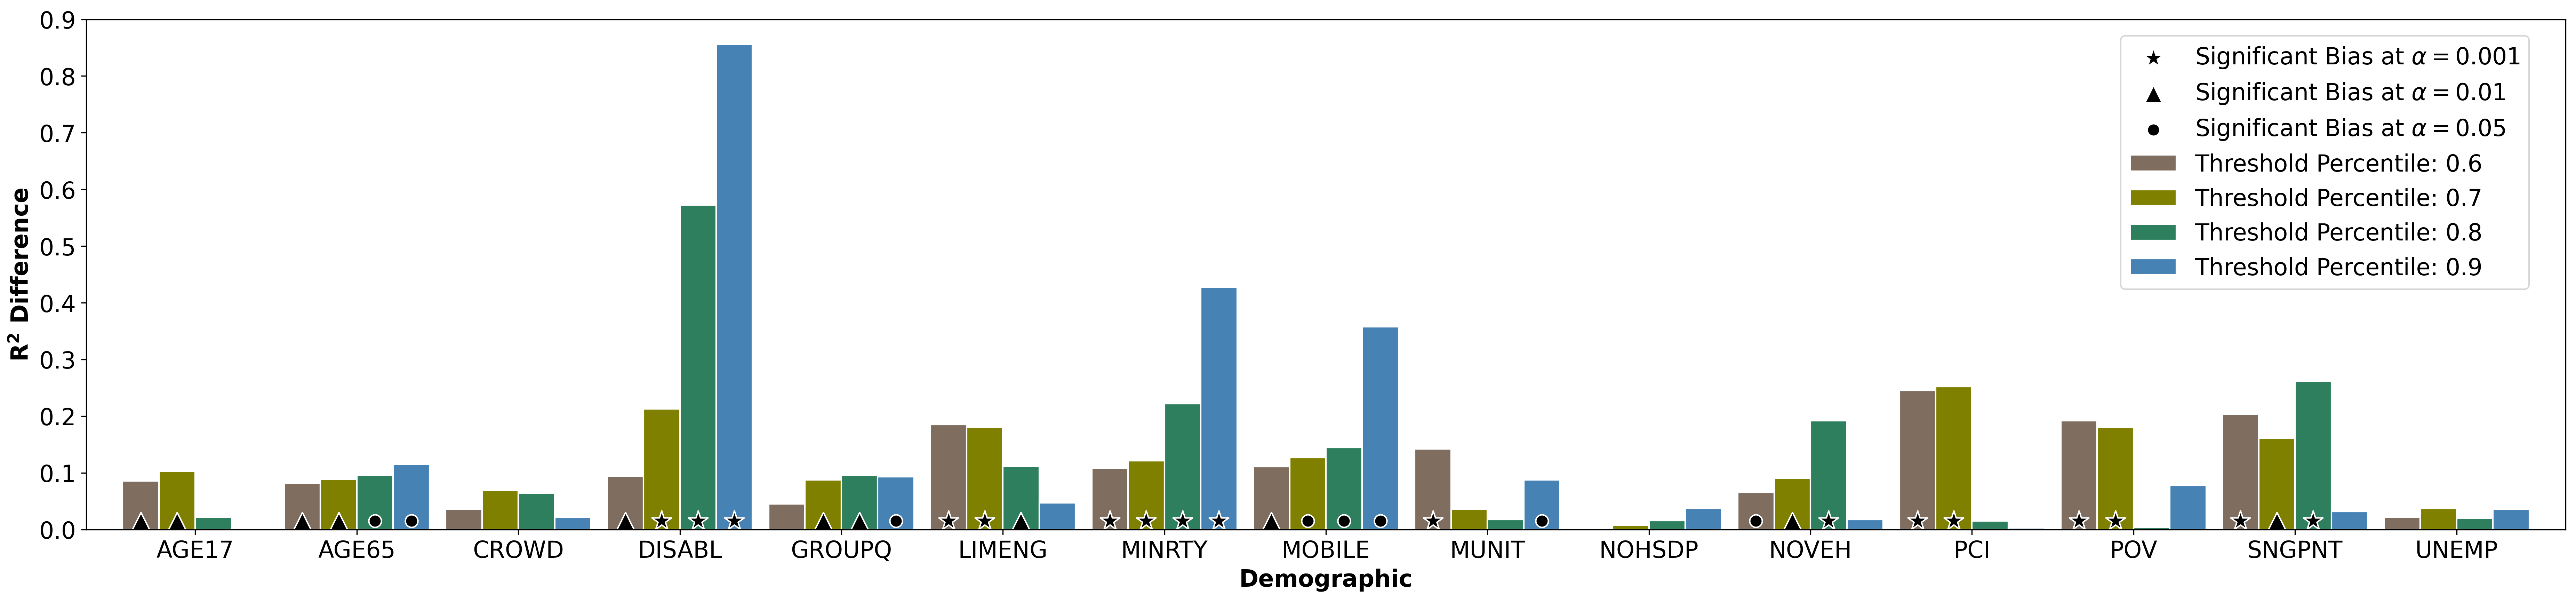 0.9
0.8
0.7
0.6
0.5
0.4
0.3
0.2
0.1
0.0
R² Difference
★ Significant Bias at α = 0.001
▲ Significant Bias at α = 0.01
● Significant Bias at α = 0.05
Threshold Percentile: 0.6
Threshold Percentile: 0.7
Threshold Percentile: 0.8
Threshold Percentile: 0.9
AGE17 AGE65 CROWD DISABL GROUPQ LIMENG MINRTY MOBILE MUNIT NOHSDP NOVEH PCI POV SNGPNT UNEMP
Demographic